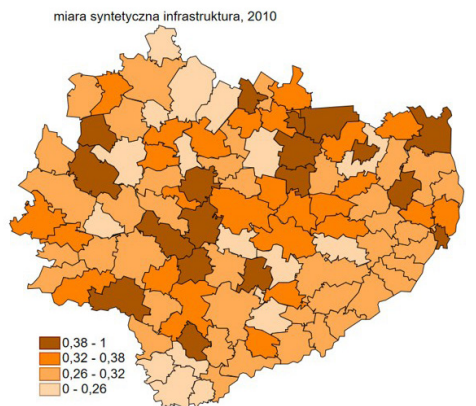 miara syntetyczna infrastruktura, 2010
0,38 - 1
0,32 - 0,38
0,26 - 0,32
0 - 0,26